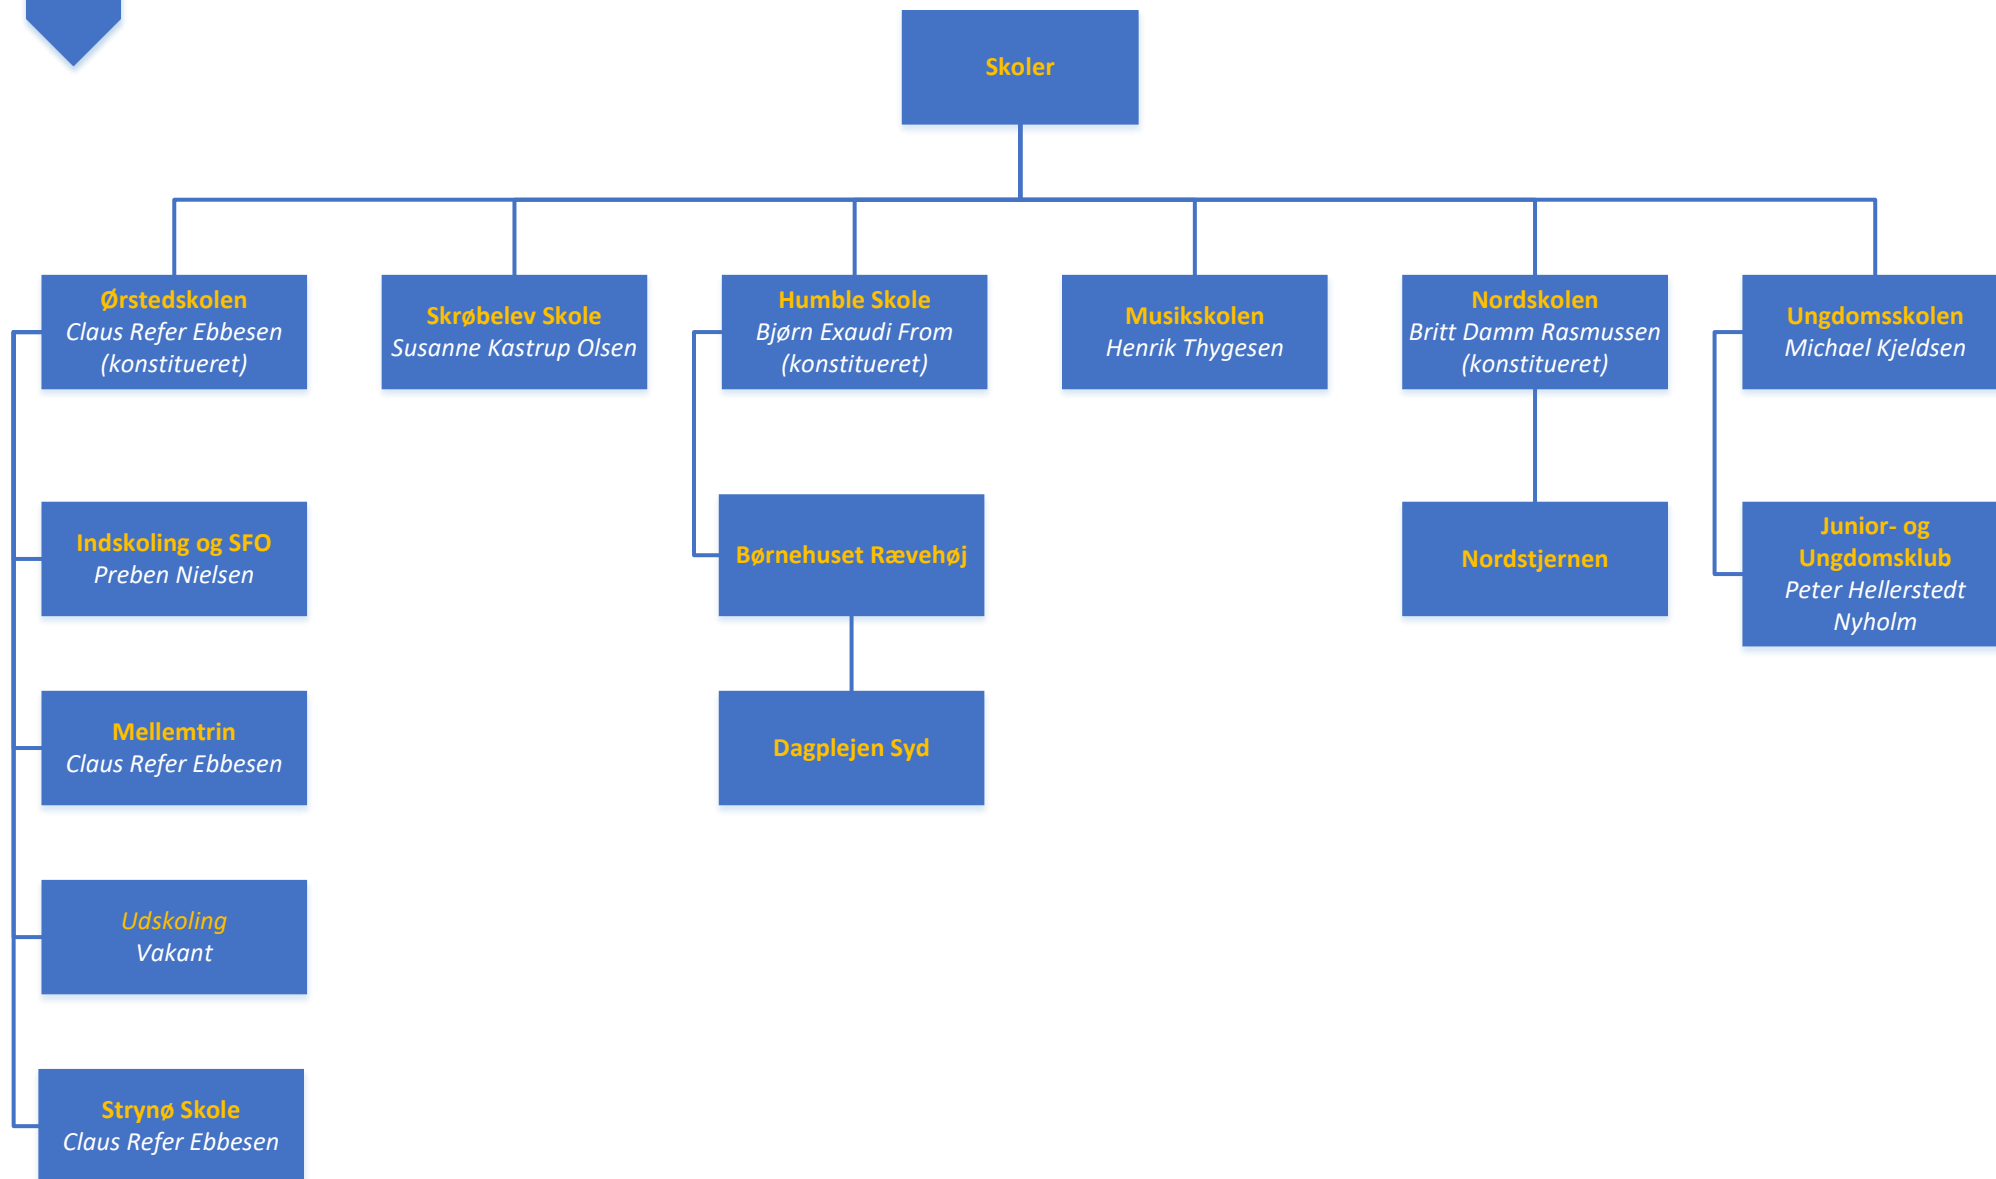 Skoler
Ørstedskolen
Claus Refer Ebbesen
(konstitueret)
Skrøbelev Skole
Susanne Kastrup Olsen
Humble Skole
Bjørn Exaudi From
(konstitueret)
Musikskolen
Henrik Thygesen
Nordskolen
Britt Damm Rasmussen
(konstitueret)
Ungdomsskolen
Michael Kjeldsen
Indskoling og SFO
Preben Nielsen
Børnehuset Rævehøj
Nordstjernen
Junior- og
Ungdomsklub
Peter Hellerstedt
Nyholm
Mellemtrin
Claus Refer Ebbesen
Dagplejen Syd
Udskoling
Vakant
Strynø Skole
Claus Refer Ebbesen